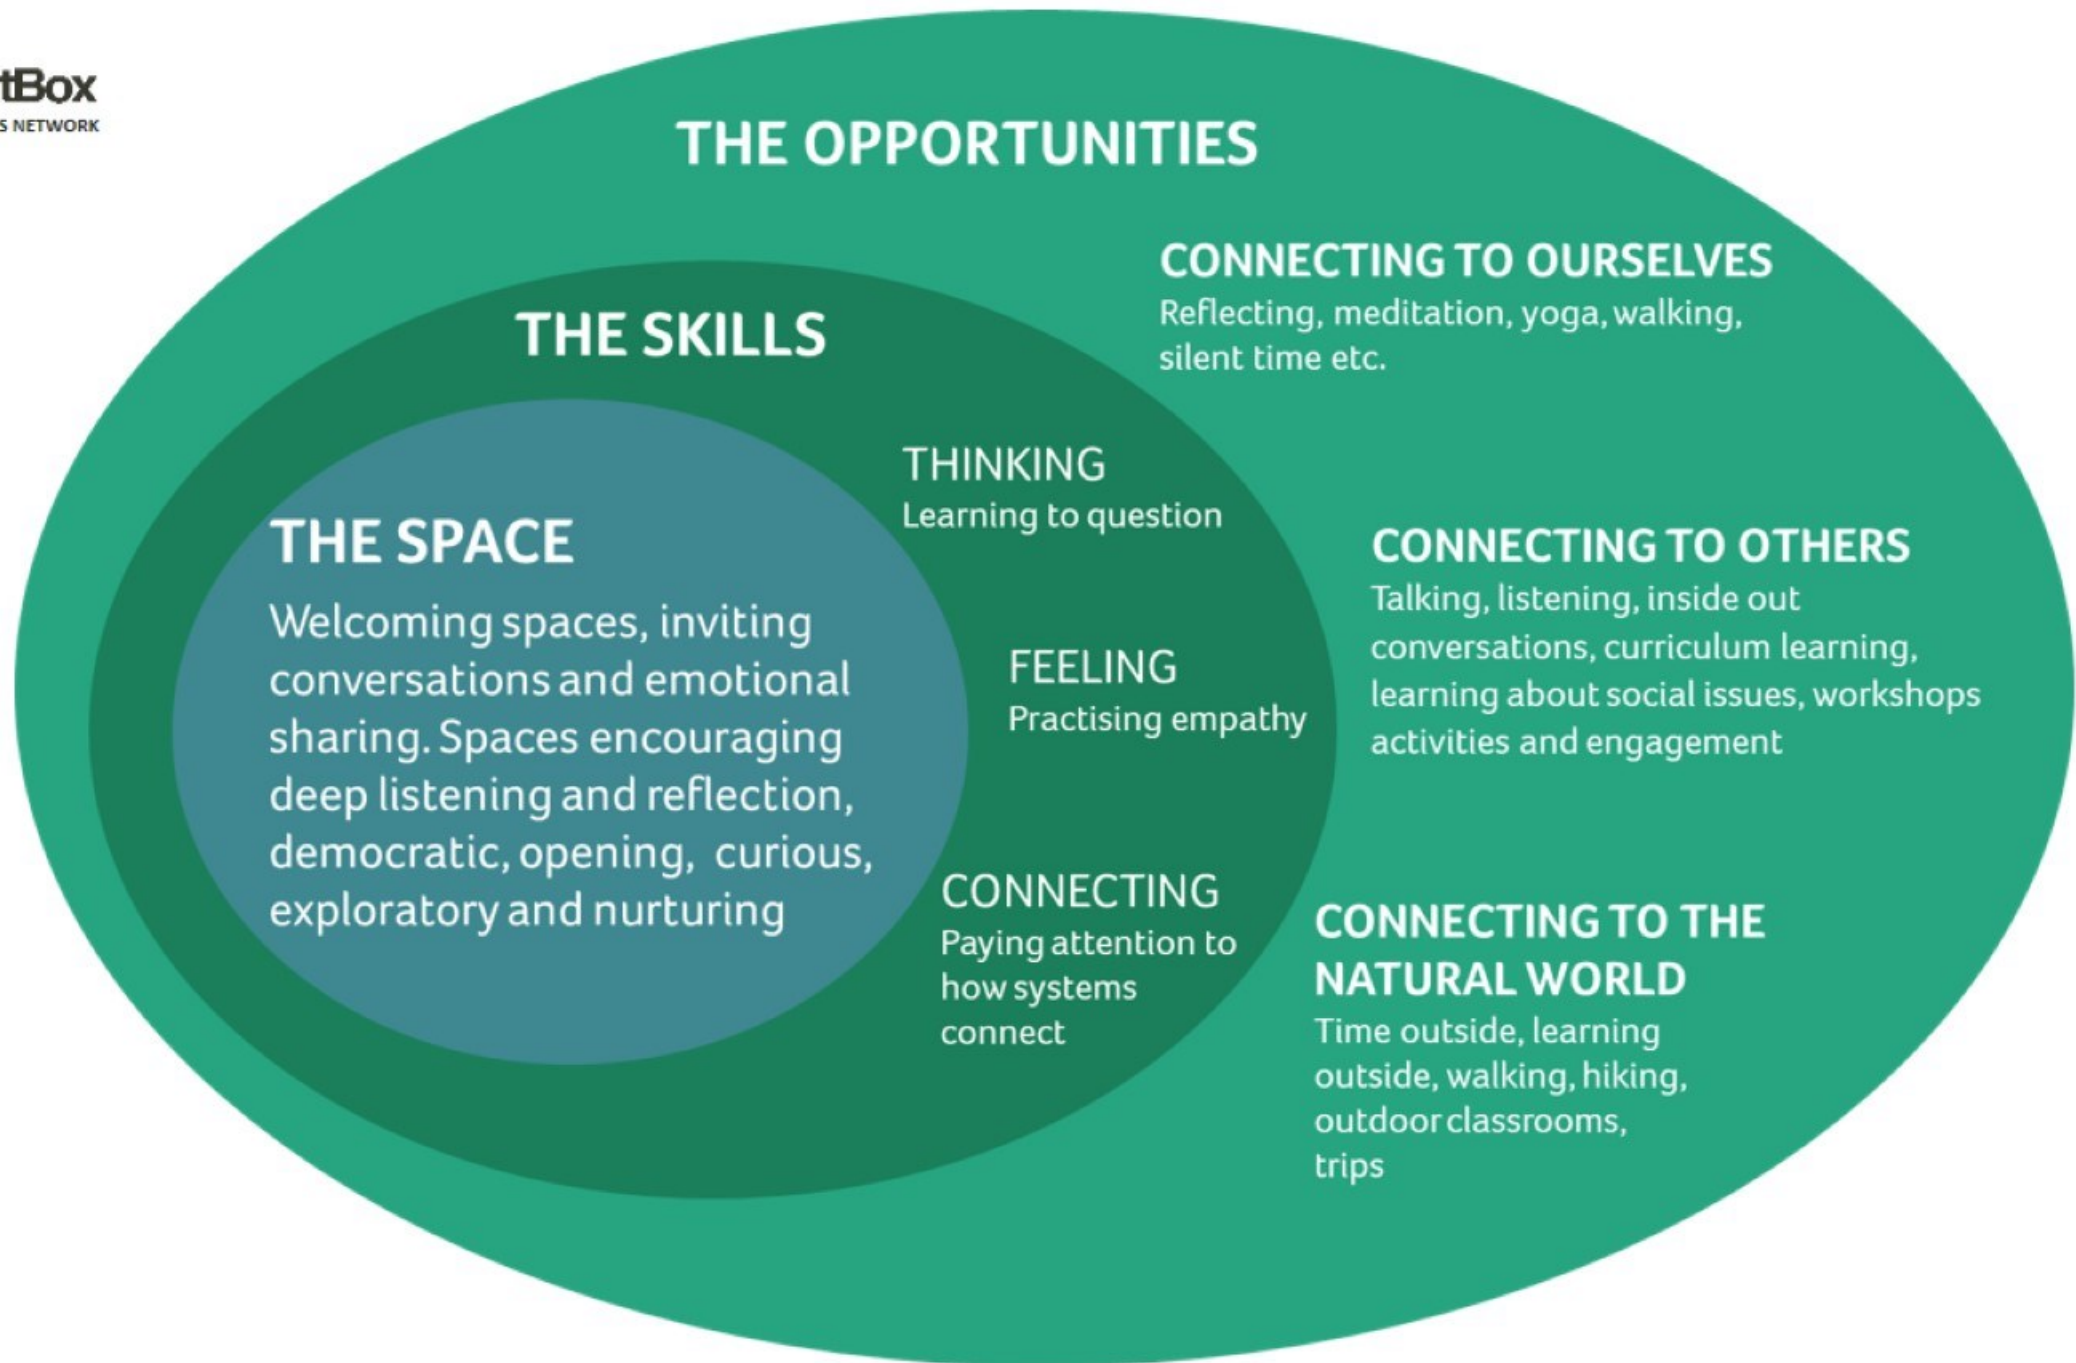 tBox
S NETWORK
THE OPPORTUNITIES
CONNECTING TO OURSELVES
Reflecting, meditation, yoga, walking,
silent time etc.
THE SKILLS
THINKING
Learning to question
FEELING
Practising empathy
CONNECTING
Paying attention to
how systems
connect
THE SPACE
Welcoming spaces, inviting
conversations and emotional
sharing. Spaces encouraging
deep listening and reflection,
democratic, opening, curious,
exploratory and nurturing
CONNECTING TO OTHERS
Talking, listening, inside out
conversations, curriculum learning,
learning about social issues, workshops
activities and engagement
CONNECTING TO THE
NATURAL WORLD
Time outside, learning
outside, walking, hiking,
outdoor classrooms,
trips